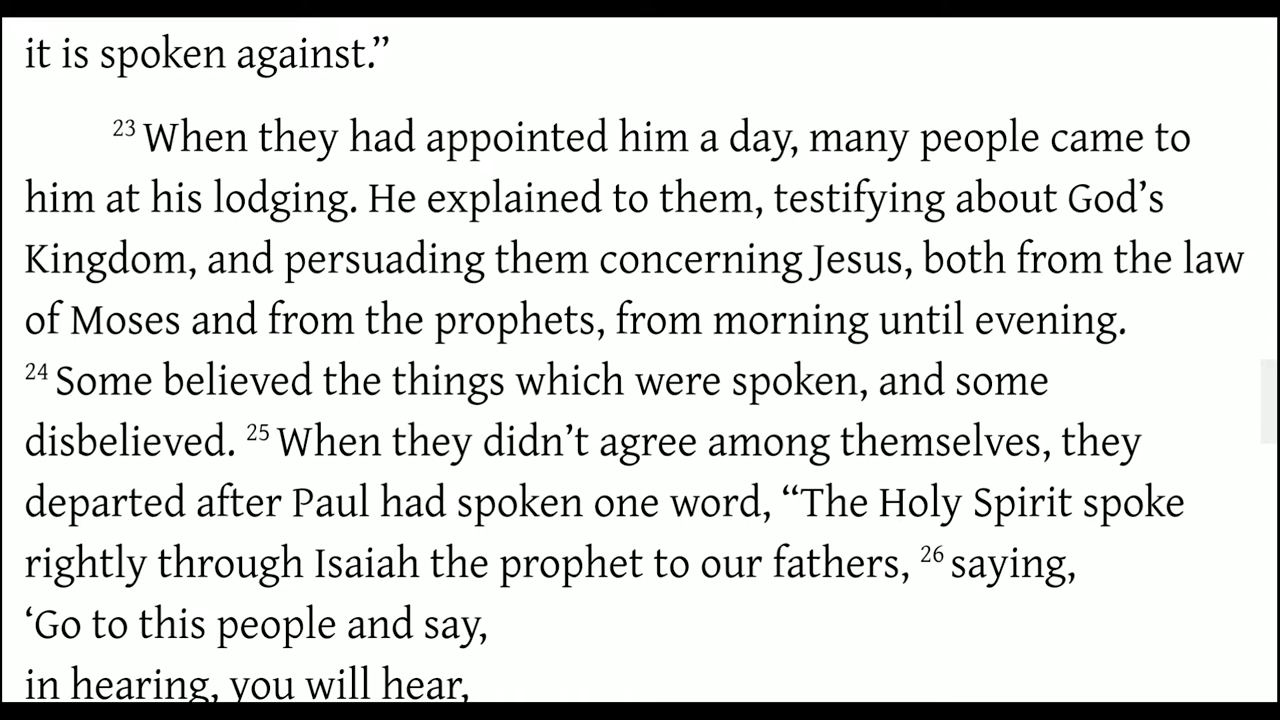 it is spoken against.”
23 When they had appointed him a day, many people came to
him at his lodging. He explained to them, testifying about God’s
Kingdom, and persuading them concerning Jesus, both from the law
of Moses and from the prophets, from morning until evening.
24 Some believed the things which were spoken, and some
disbelieved. 25 When they didn’t agree among themselves, they
departed after Paul had spoken one word, “The Holy Spirit spoke
rightly through Isaiah the prophet to our fathers, 26 saying,
‘Go to this people and say,
in hearing, you will hear,